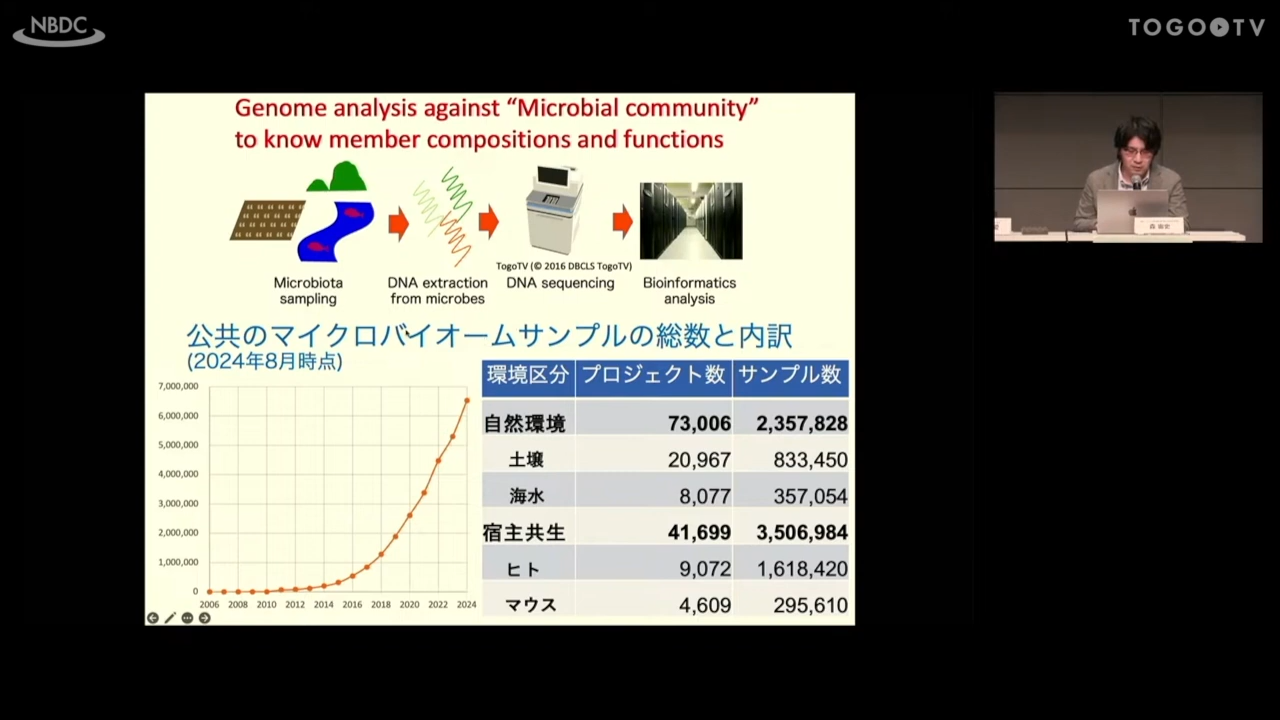 NBDC
TOGOTV
Genome analysis against “Microbial community”
to know member compositions and functions
TogoTV (© 2016 DBCLS TogoTV)
Microbiota
sampling
DNA extraction
from microbes
DNA sequencing
Bioinformatics
analysis
公共のマイクロバイオームサンプルの総数と内訳
(2024年8月時点)
7,000,000
6,000,000
5,000,000
4,000,000
3,000,000
2,000,000
1,000,000
0
2006 2008 2010 2012 2014 2016 2018 2020 2022 2024
環境区分 プロジェクト数 サンプル数
自然環境 73,006 2,357,828
土壌 20,967 833,450
海水 8,077 357,054
宿主共生 41,699 3,506,984
ヒト 9,072 1,618,420
マウス 4,609 295,610